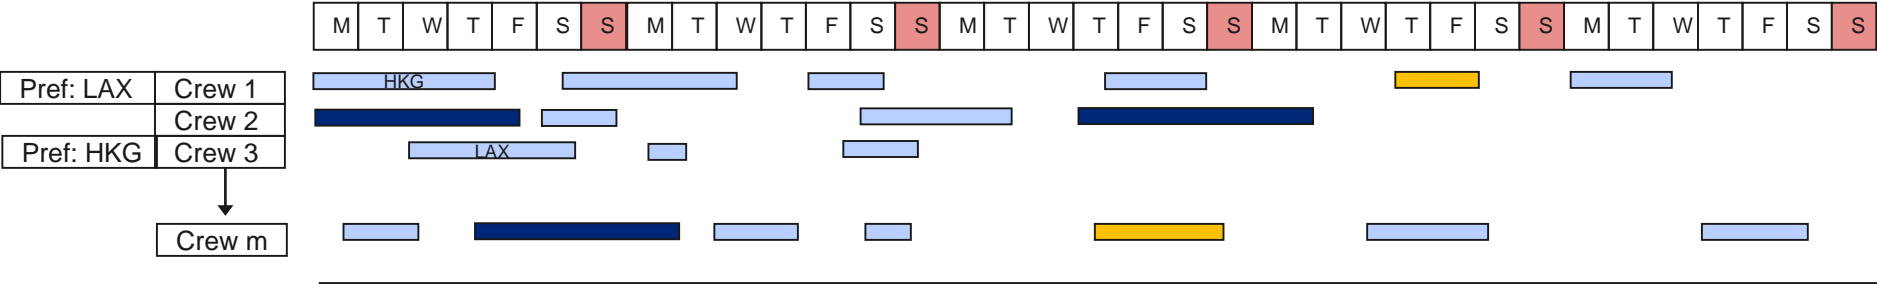 M T W T F S S M T W T F S S M T W T F S S M T W T F S S M T W T F S S
Pref: LAX Crew 1 HKG
Crew 2
Pref: HKG Crew 3 LAX
Crew m